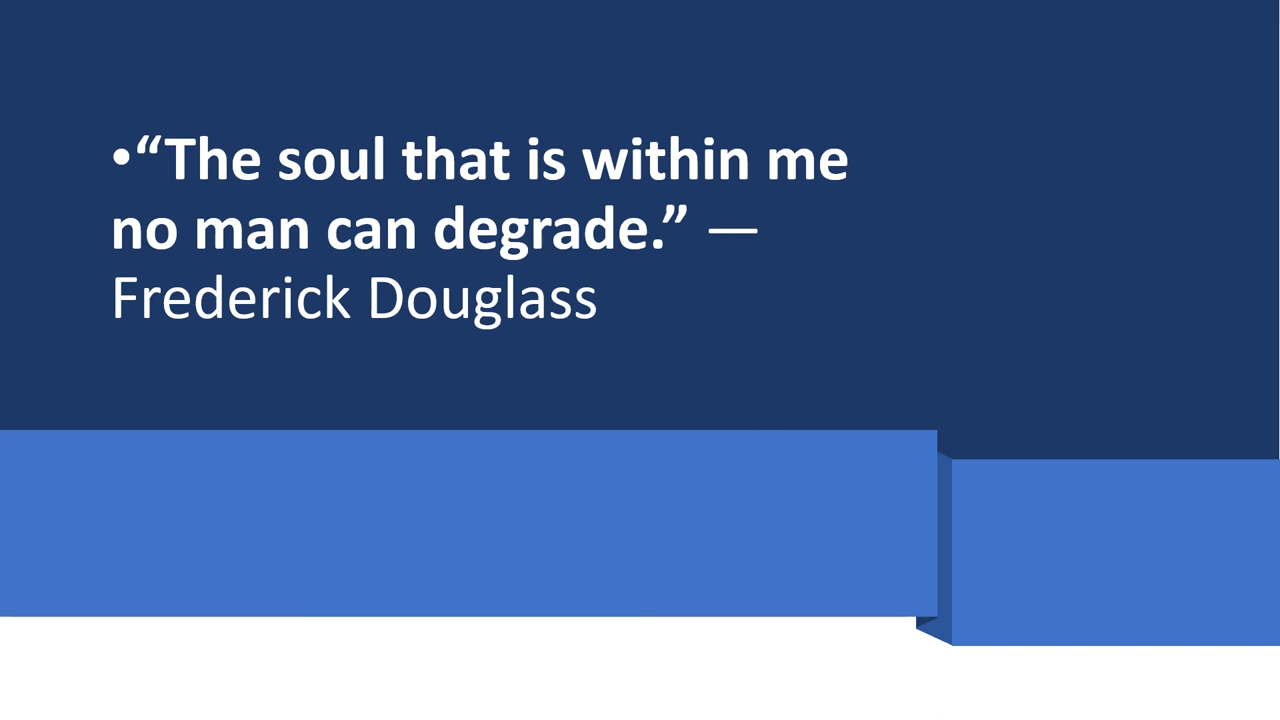 •“The soul that is within me
no man can degrade.” —
Frederick Douglass